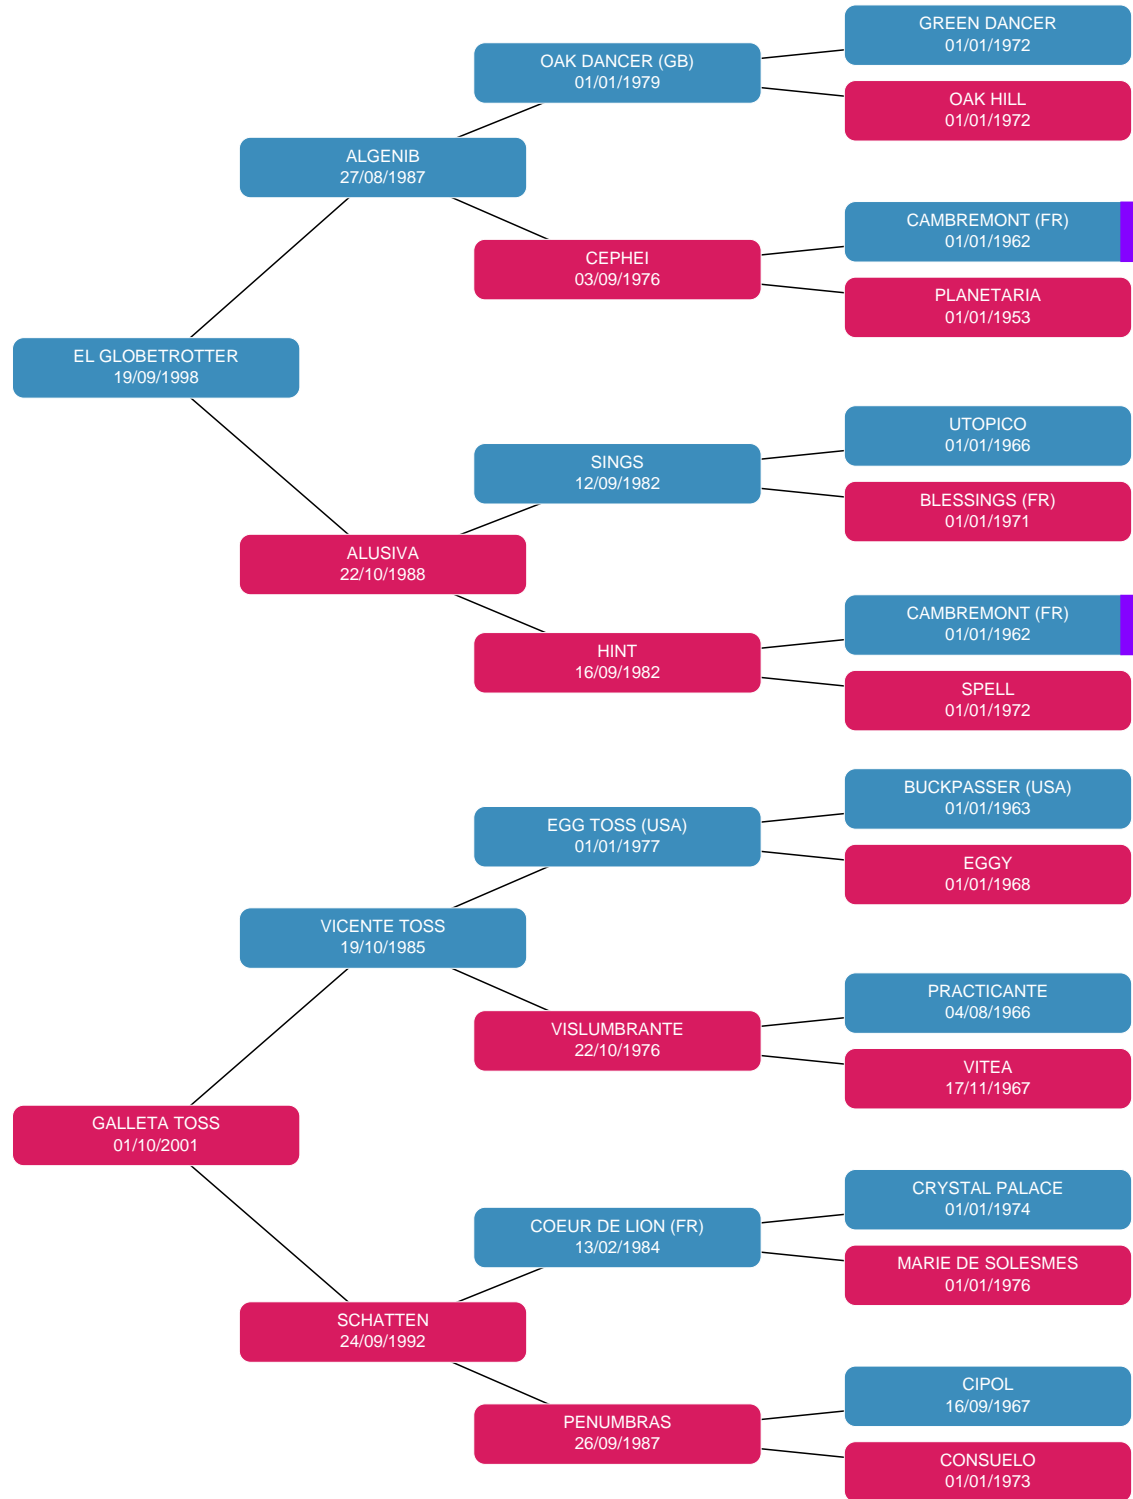 GREEN DANCER
01/01/1972
OAK DANCER (GB)
01/01/1979
OAK HILL
01/01/1972
ALGENIB
27/08/1987
CAMBREMONT (FR)
01/01/1962
CEPHEI
03/09/1976
PLANETARIA
01/01/1953
EL GLOBETROTTER
19/09/1998
UTOPICO
01/01/1966
SINGS
12/09/1982
BLESSINGS (FR)
01/01/1971
ALUSIVA
22/10/1988
CAMBREMONT (FR)
01/01/1962
HINT
16/09/1982
SPELL
01/01/1972
BUCKPASSER (USA)
01/01/1963
EGG TOSS (USA)
01/01/1977
EGGY
01/01/1968
VICENTE TOSS
19/10/1985
PRACTICANTE
04/08/1966
VISLUMBRANTE
22/10/1976
VITEA
17/11/1967
GALLETA TOSS
01/10/2001
CRYSTAL PALACE
01/01/1974
COEUR DE LION (FR)
13/02/1984
MARIE DE SOLESMES
01/01/1976
SCHATTEN
24/09/1992
CIPOL
16/09/1967
PENUMBRAS
26/09/1987
CONSUELO
01/01/1973